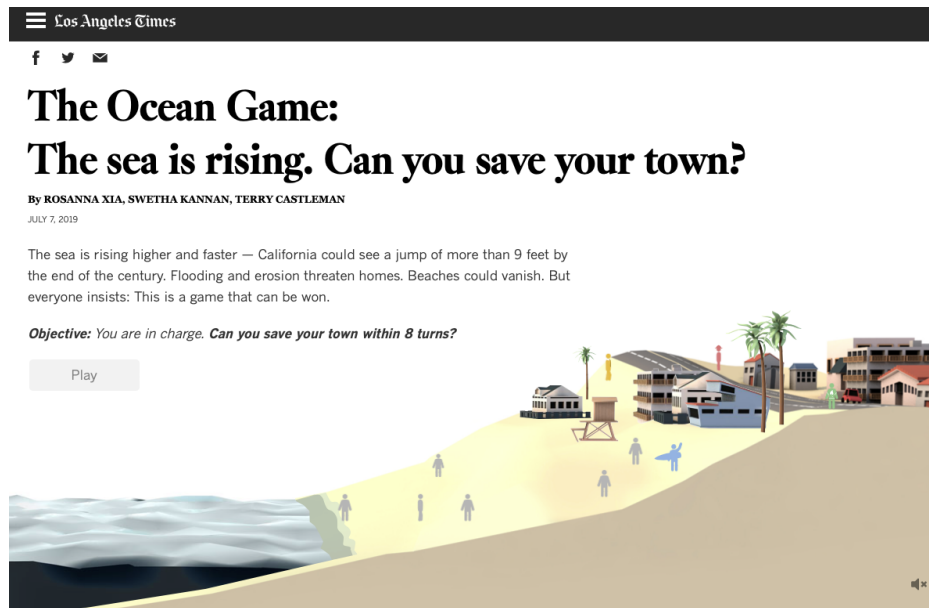 Los Angeles Times
The Ocean Game:
The sea is rising. Can you save your town?
By ROSANNA XIA, SWETHA KANNAN, TERRY CASTLEMAN
JULY 7, 2019
The sea is rising higher and faster — California could see a jump of more than 9 feet by
the end of the century. Flooding and erosion threaten homes. Beaches could vanish. But
everyone insists: This is a game that can be won.
Objective: You are in charge. Can you save your town within 8 turns?
Play